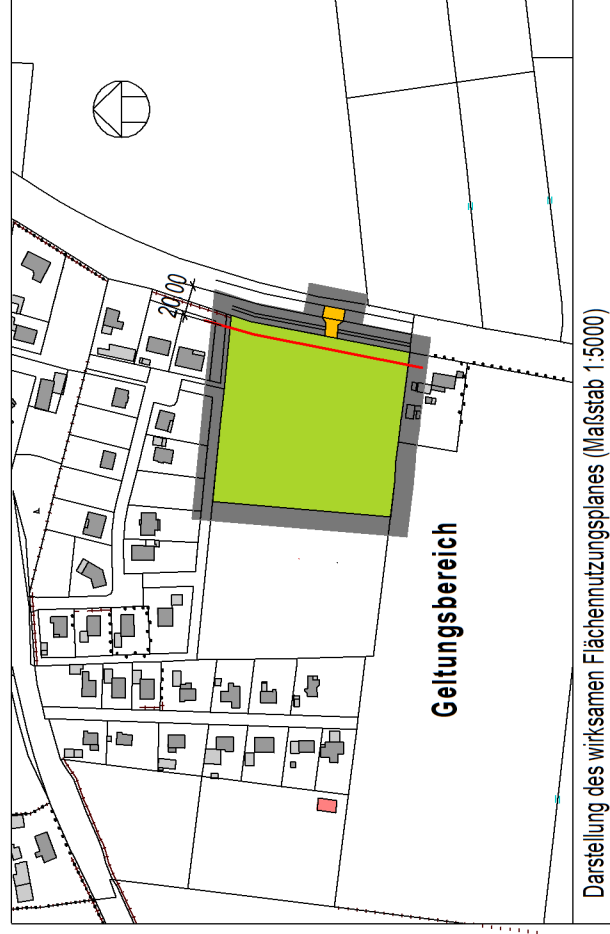 20,00
Geltungsbereich
Darstellung des wirksamen Flächennutzungsplanes (Maßstab 1:5000)